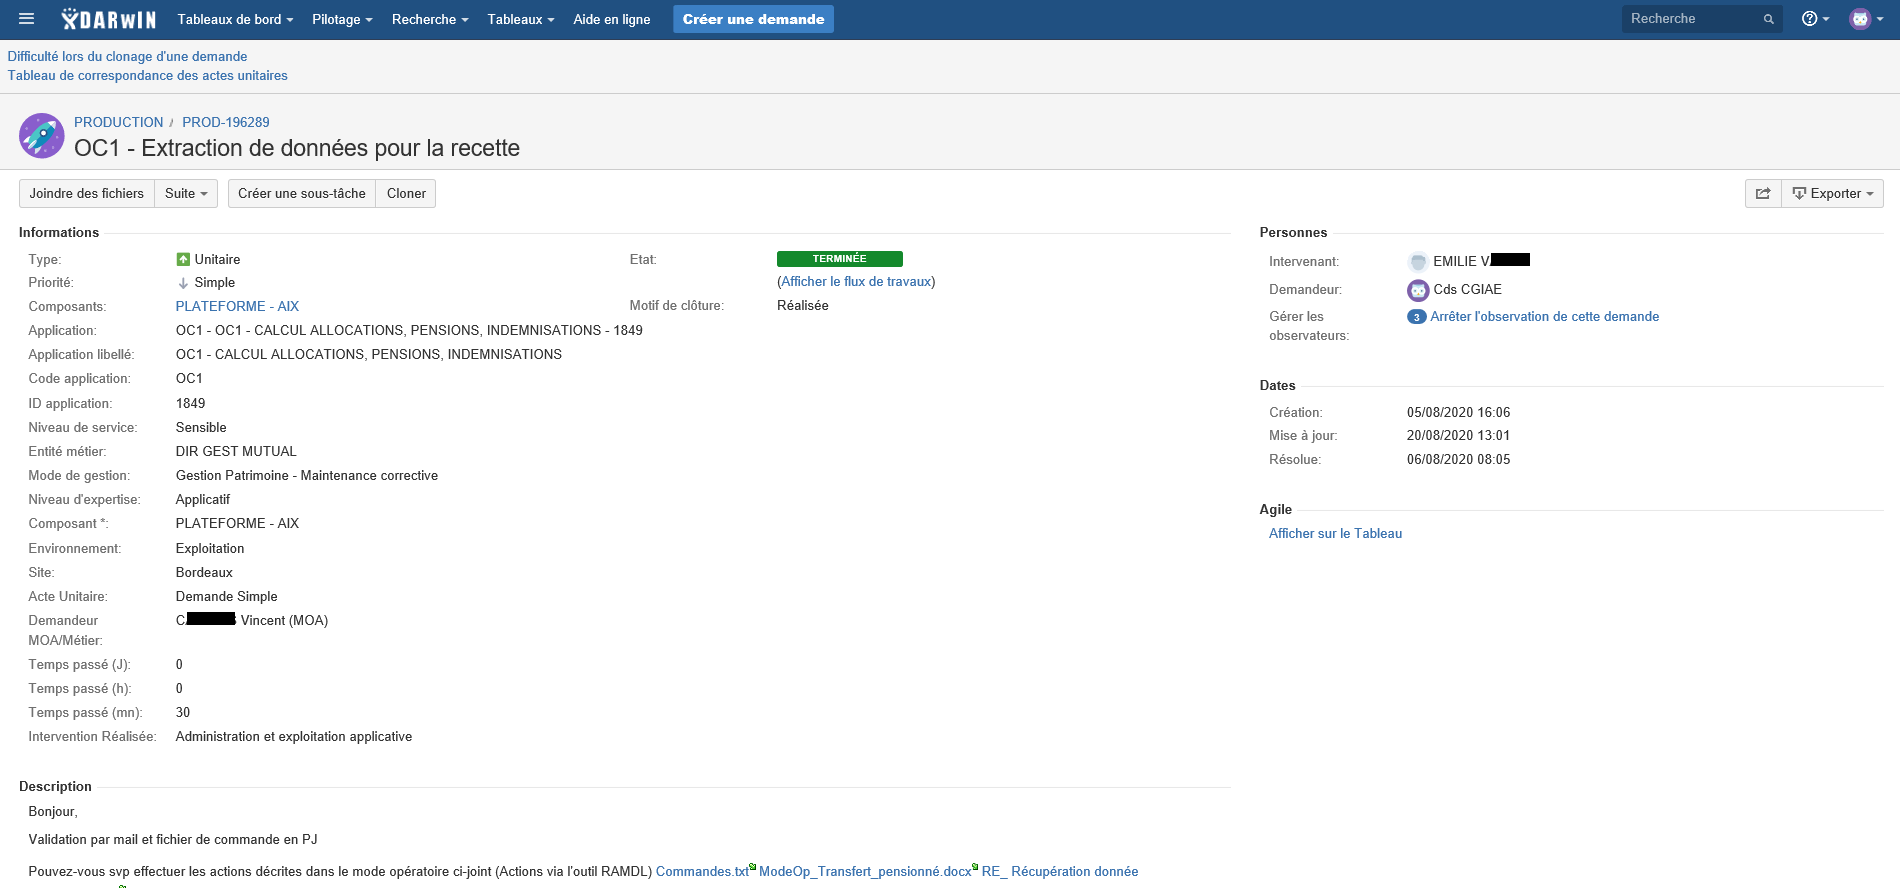 DARWIN Tableaux de bord Pilotage Recherche Tableaux Aide en ligne Créer une demande Recherche
Difficulté lors du clonage d'une demande
Tableau de correspondance des actes unitaires
PRODUCTION / PROD-196289
OC1 - Extraction de données pour la recette
Joindre des fichiers Suite Créer une sous-tâche Cloner Exporter
Informations
Type: Unitaire Etat: TERMINÉE
Priorité: Simple (Afficher le flux de travaux)
Composants: PLATEFORME - AIX Motif de clôture: Réalisée
Application: OC1 - OC1 - CALCUL ALLOCATIONS, PENSIONS, INDEMNISATIONS - 1849
Application libellé: OC1 - CALCUL ALLOCATIONS, PENSIONS, INDEMNISATIONS
Code application: OC1
ID application: 1849
Niveau de service: Sensible
Entité métier: DIR GEST MUTUAL
Mode de gestion: Gestion Patrimoine - Maintenance corrective
Niveau d'expertise: Applicatif
Composant *: PLATEFORME - AIX
Environnement: Exploitation
Site: Bordeaux
Acte Unitaire: Demande Simple
Demandeur C Vincent (MOA)
MOA/Métier:
Temps passé (J): 0
Temps passé (h): 0
Temps passé (mn): 30
Intervention Réalisée: Administration et exploitation applicative
Personnes
Intervenant: EMILIE V
Demandeur: Cds CGIAE
Gérer les 3 Arrêter l'observation de cette demande
observateurs:
Dates
Création: 05/08/2020 16:06
Mise à jour: 20/08/2020 13:01
Résolue: 06/08/2020 08:05
Agile
Afficher sur le Tableau
Description
Bonjour,
Validation par mail et fichier de commande en PJ
Pouvez-vous svp effectuer les actions décrites dans le mode opératoire ci-joint (Actions via l'outil RAMDL) Commandes.txt ModeOp_Transfert_pensionné.docx RE_ Récupération donnée